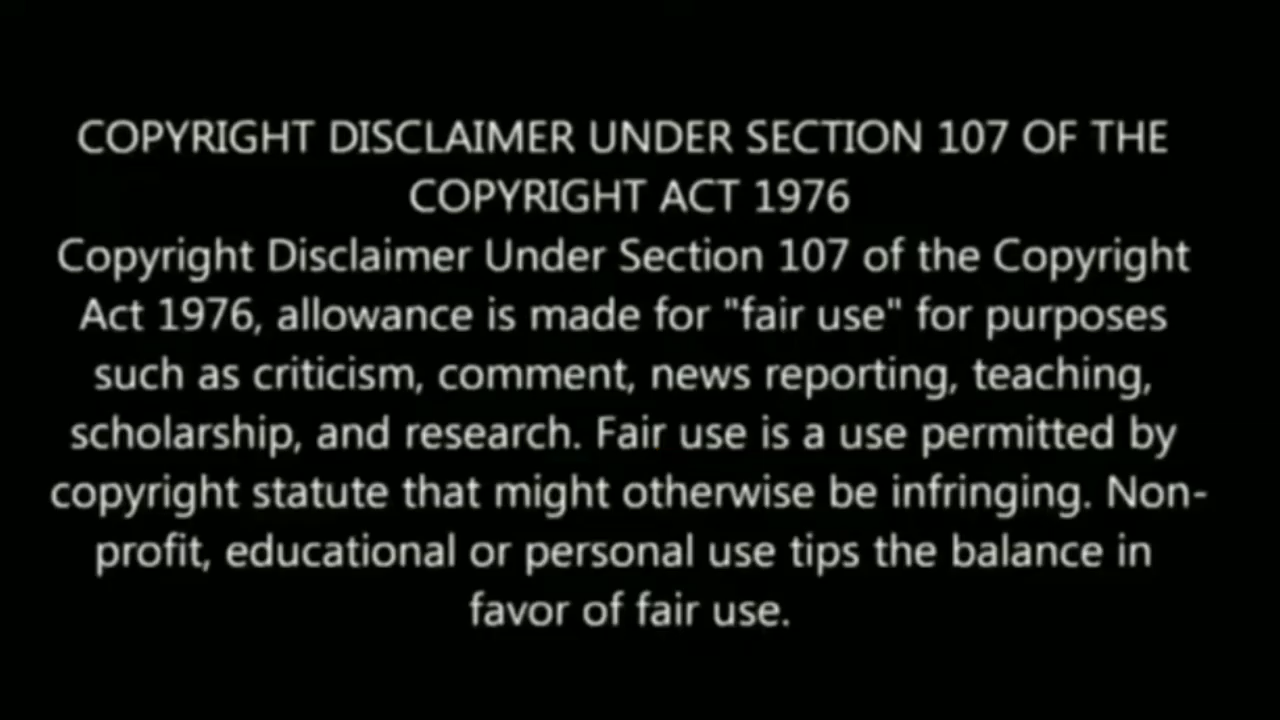 COPYRIGHT DISCLAIMER UNDER SECTION 107 OF THE
COPYRIGHT ACT 1976
Copyright Disclaimer Under Section 107 of the Copyright
Act 1976, allowance is made for "fair use" for purposes
such as criticism, comment, news reporting, teaching,
scholarship, and research. Fair use is a use permitted by
copyright statute that might otherwise be infringing. Non-
profit, educational or personal use tips the balance in
favor of fair use.